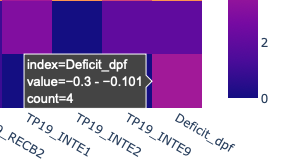 index=Deficit_dpf
value=−0.3 - −0.101
count=4
2
0
_RECB2
TP19_INTE1
TP19_INTE2
TP19_INTE9
Deficit_dpf